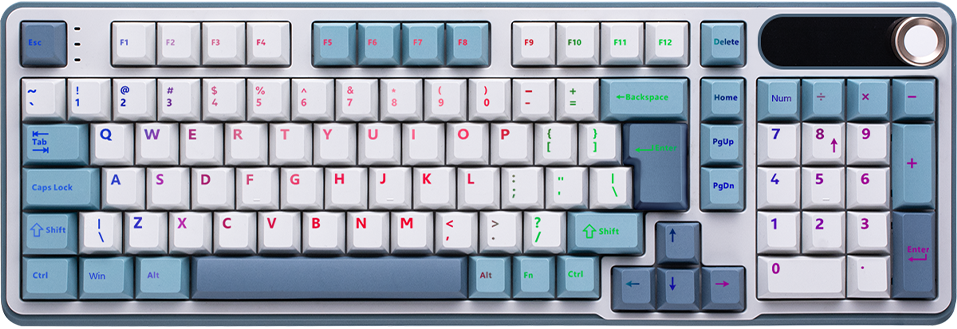 Esc F1 F2 F3 F4 F5 F6 F7 F8 F9 F10 F11 F12 Delete
~ ! @ # $ % ^ & * ( ) — +
` 1 2 3 4 5 6 7 8 9 0 - = ←Backspace Home Num ÷ × −
Tab Q W E R T Y U I O P { }
[ ] Enter PgUp 7 8 9 +
Caps Lock A S D F G H J K L : " |
; ' \ PgDn 4 5 6
Shift | Z X C V B N M < > ? Shift ↑ 1 2 3
\ , . /
Ctrl Win Alt Alt Fn Ctrl ← ↓ → 0 . Enter